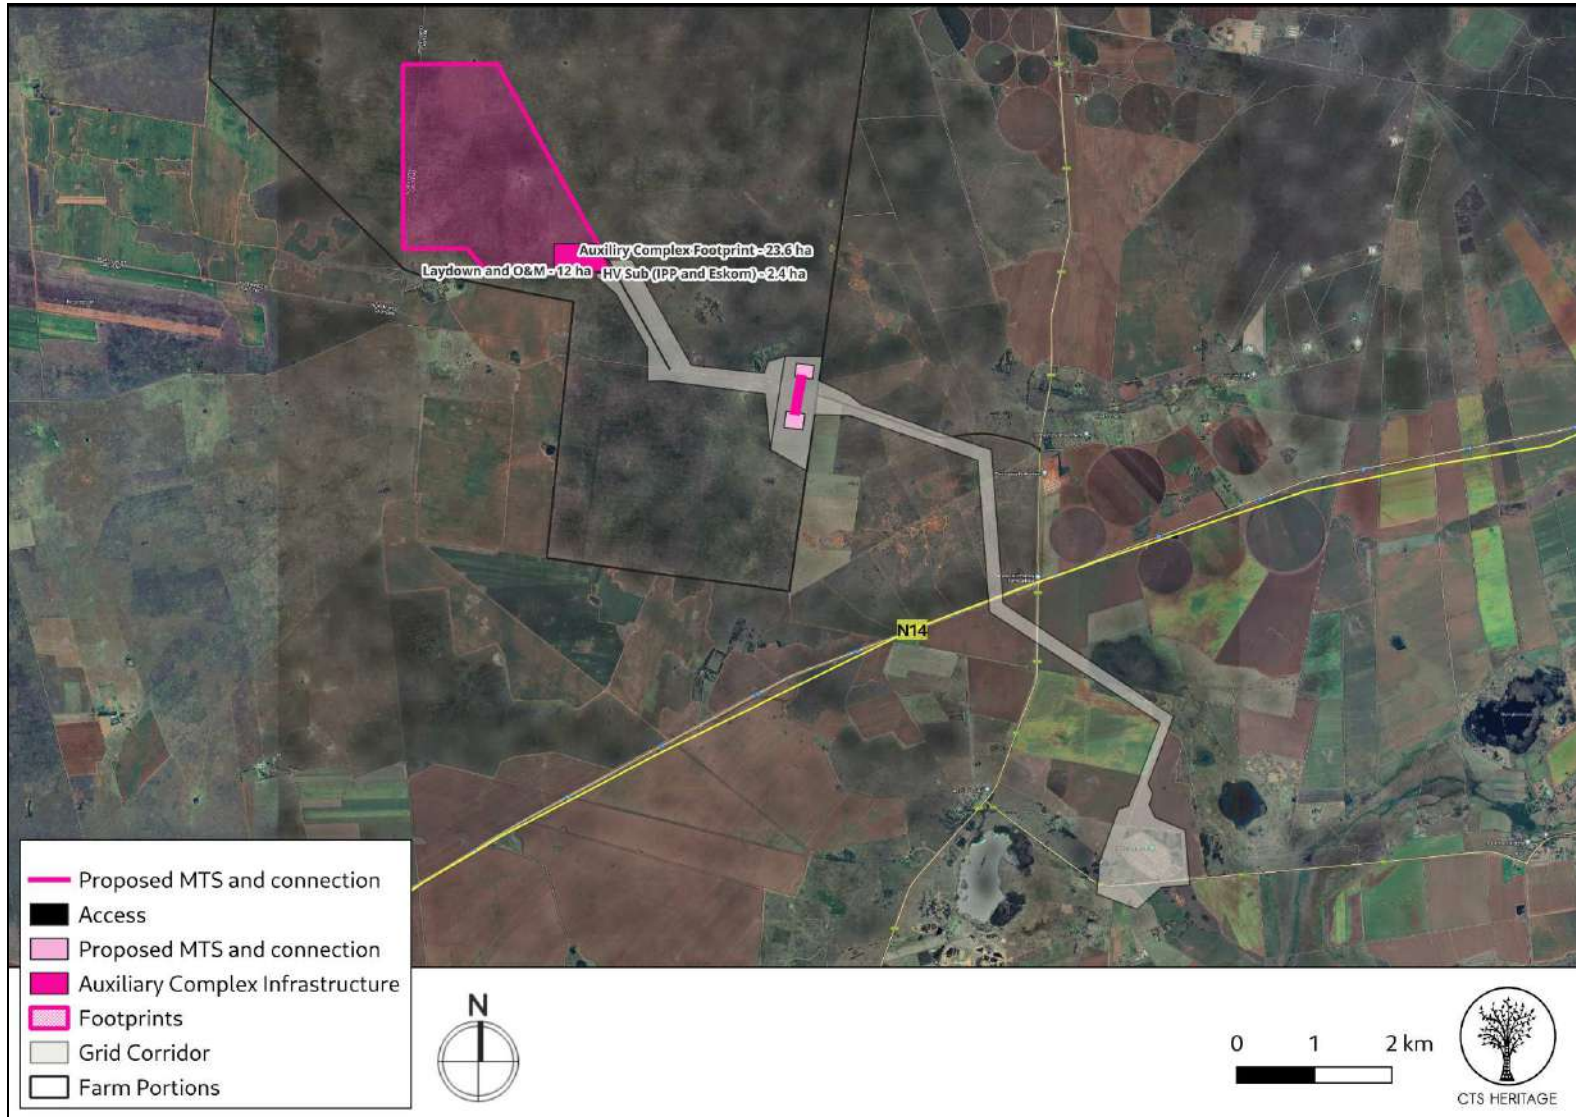 Auxiliry Complex Footprint - 23.6 ha
Laydown and O&M - 12 ha
HV Sub (IPP and Eskom) - 2.4 ha
N14
Proposed MTS and connection
Access
Proposed MTS and connection
Auxiliary Complex Infrastructure
Footprints
Grid Corridor
Farm Portions
N
0 1 2 km
CTS HERITAGE